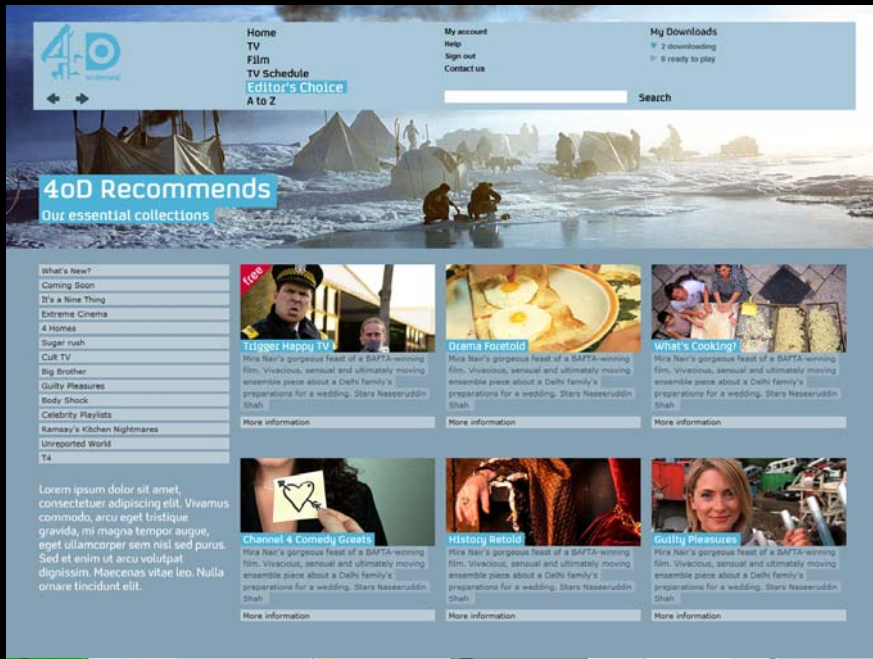 4oD
on demand
Home
TV
Film
TV Schedule
Editor's Choice
A to Z
My account
Help
Sign out
Contact us
My Downloads
2 downloading
8 ready to play
Search
4oD Recommends
Our essential collections
What's New?
Coming Soon
It's a Nine Thing
Extreme Cinema
4 Homes
Sugar rush
Cult TV
Big Brother
Guilty Pleasures
Body Shock
Celebrity Playlists
Ramsay's Kitchen Nightmares
Unreported World
T4
Lorem ipsum dolor sit amet,
consectetuer adipiscing elit. Vivamus
commodo, arcu eget tristique
gravida, mi magna tempor augue,
eget ullamcorper sem nisl sed purus.
Sed et enim ut arcu volutpat
dignissim. Maecenas vitae leo. Nulla
ornare tincidunt elit.
free
Trigger Happy TV
Mira Nair's gorgeous feast of a BAFTA-winning
film. Vivacious, sensual and ultimately moving
ensemble piece about a Delhi family's
preparations for a wedding. Stars Naseeruddin
Shah
More information
Drama Foretold
Mira Nair's gorgeous feast of a BAFTA-winning
film. Vivacious, sensual and ultimately moving
ensemble piece about a Delhi family's
preparations for a wedding. Stars Naseeruddin
Shah
More information
What's Cooking?
Mira Nair's gorgeous feast of a BAFTA-winning
film. Vivacious, sensual and ultimately moving
ensemble piece about a Delhi family's
preparations for a wedding. Stars Naseeruddin
Shah
More information
Channel 4 Comedy Greats
Mira Nair's gorgeous feast of a BAFTA-winning
film. Vivacious, sensual and ultimately moving
ensemble piece about a Delhi family's
preparations for a wedding. Stars Naseeruddin
Shah
More information
History Retold
Mira Nair's gorgeous feast of a BAFTA-winning
film. Vivacious, sensual and ultimately moving
ensemble piece about a Delhi family's
preparations for a wedding. Stars Naseeruddin
Shah
More information
Guilty Pleasures
Mira Nair's gorgeous feast of a BAFTA-winning
film. Vivacious, sensual and ultimately moving
ensemble piece about a Delhi family's
preparations for a wedding. Stars Naseeruddin
Shah
More information